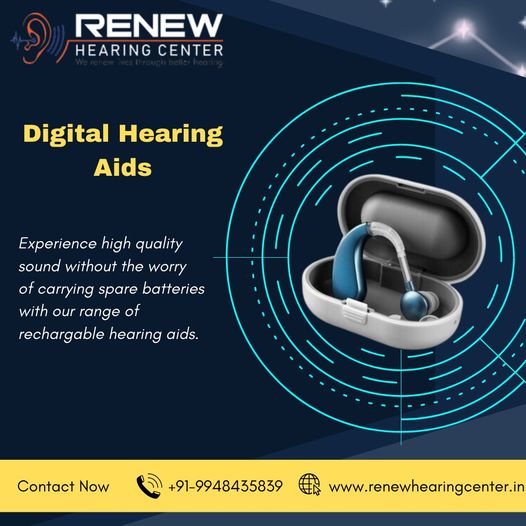 RENEW
HEARING CENTER
We renew lives through better hearing
Digital Hearing
Aids
Experience high quality
sound without the worry
of carrying spare batteries
with our range of
rechargable hearing aids.
Contact Now +91-9948435839 www.renewhearingcenter.in